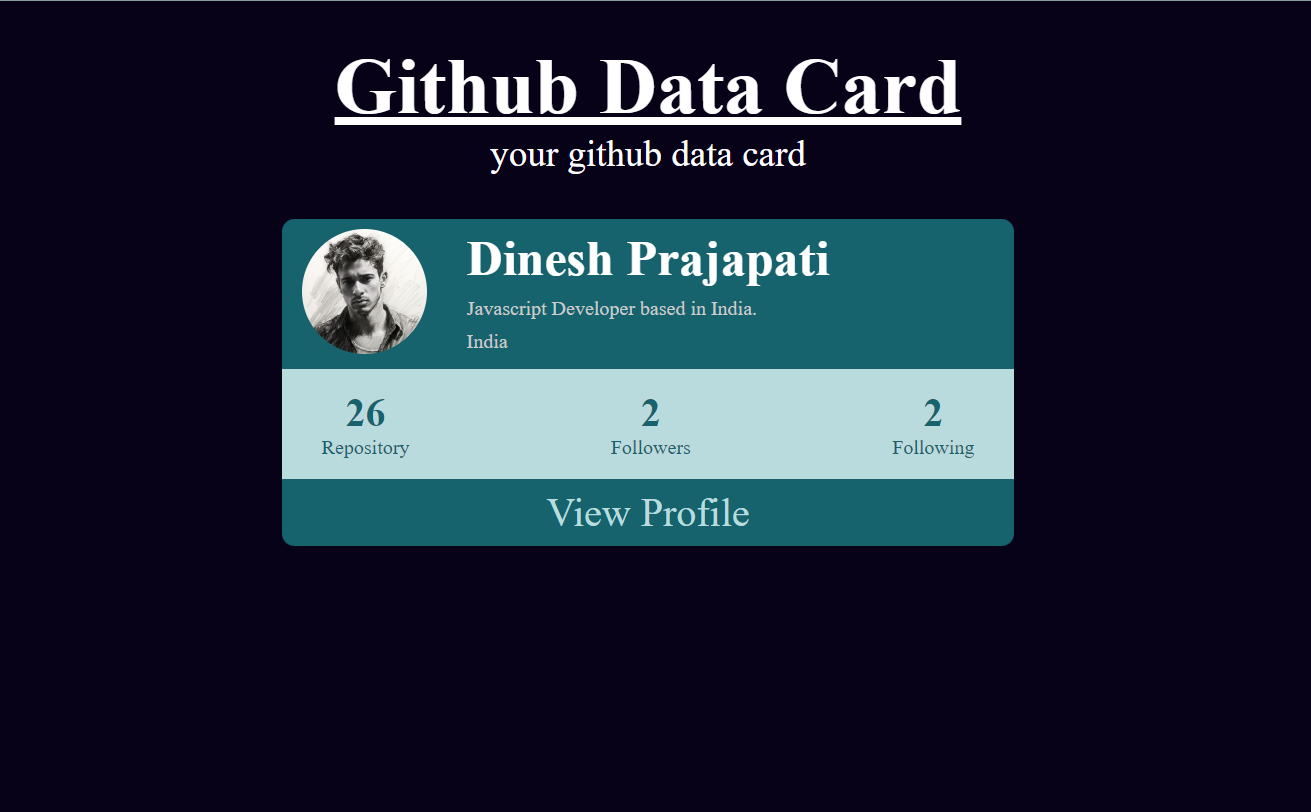 Github Data Card
your github data card
Dinesh Prajapati
Javascript Developer based in India.
India
26 2 2
Repository Followers Following
View Profile